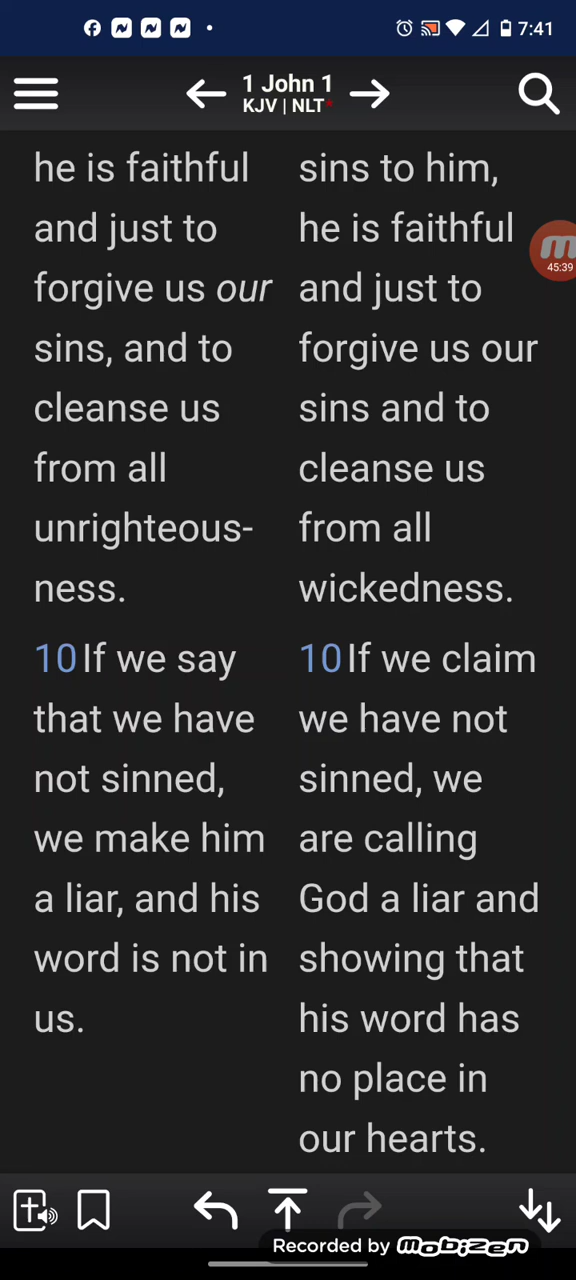 7:41
1 John 1
KJV | NLT*
he is faithful
and just to
forgive us our
sins, and to
cleanse us
from all
unrighteous-
ness.
10 If we say
that we have
not sinned,
we make him
a liar, and his
word is not in
us.
sins to him,
he is faithful
and just to
forgive us our
sins and to
cleanse us
from all
wickedness.
10 If we claim
we have not
sinned, we
are calling
God a liar and
showing that
his word has
no place in
our hearts.
m
45:39
Recorded by mobizen